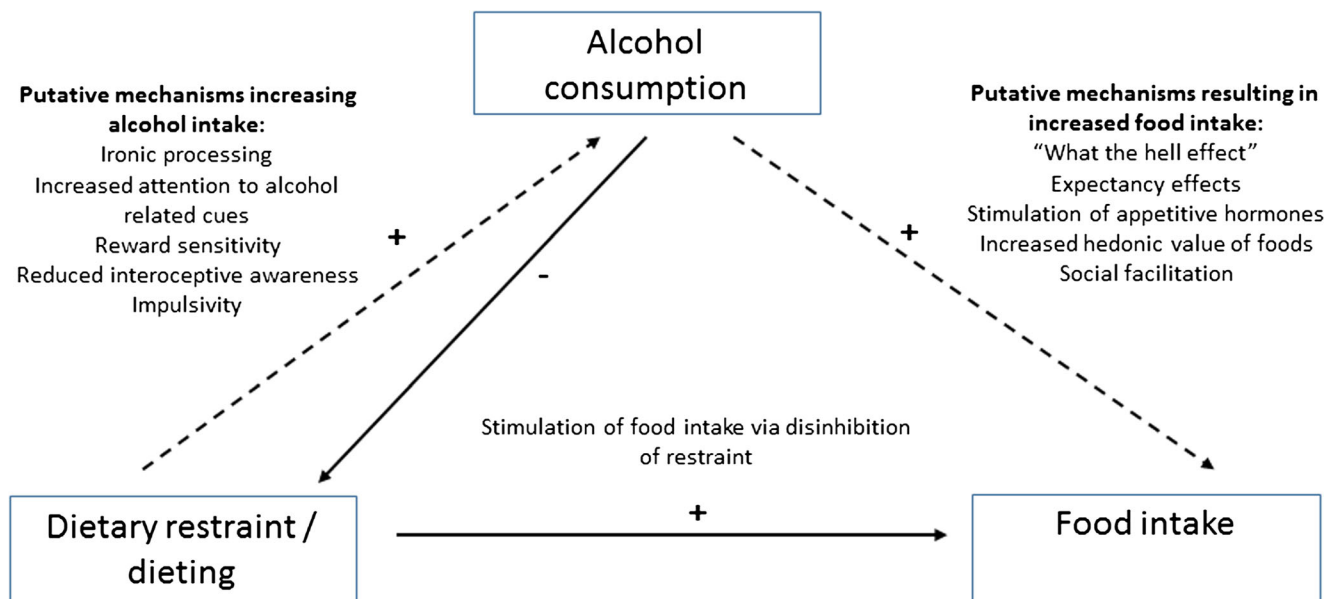 Alcohol
consumption
Putative mechanisms increasing
alcohol intake:
Ironic processing
Increased attention to alcohol
related cues
Reward sensitivity
Reduced interoceptive awareness
Impulsivity
+
-
Putative mechanisms resulting in
increased food intake:
“What the hell effect”
Expectancy effects
Stimulation of appetitive hormones
Increased hedonic value of foods
Social facilitation
+
Stimulation of food intake via disinhibition
of restraint
+
Dietary restraint /
dieting
Food intake